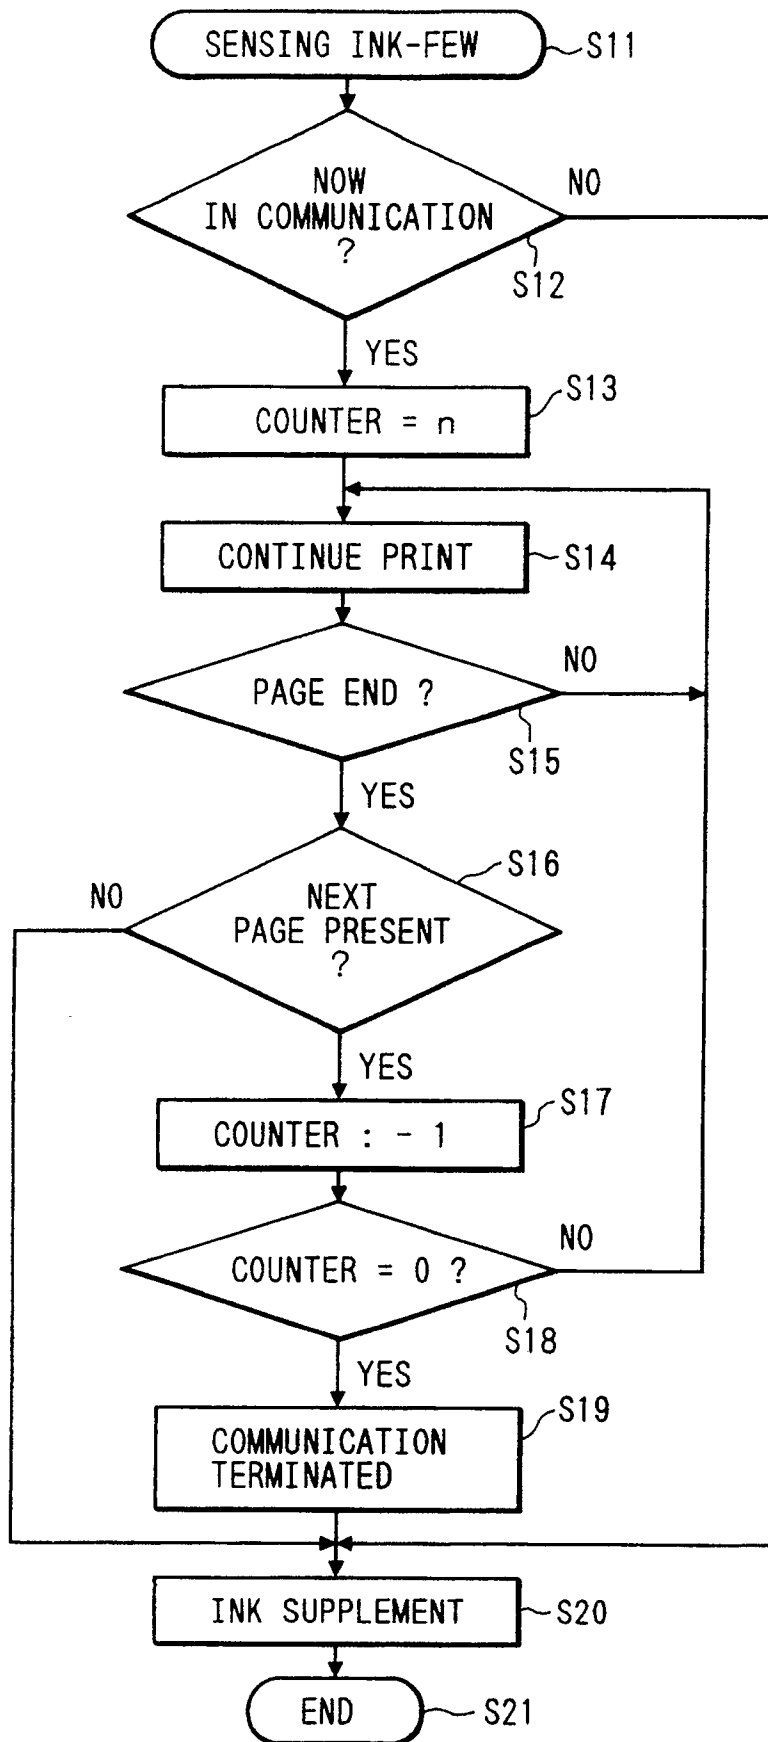 SENSING INK-FEW
S11
NOW
IN COMMUNICATION
?
NO
S12
YES
S13
COUNTER = n
CONTINUE PRINT
S14
PAGE END ?
NO
S15
YES
S16
NO
NEXT
PAGE PRESENT
?
YES
S17
COUNTER : - 1
COUNTER = 0 ?
NO
S18
YES
S19
COMMUNICATION
TERMINATED
INK SUPPLEMENT
S20
END
S21